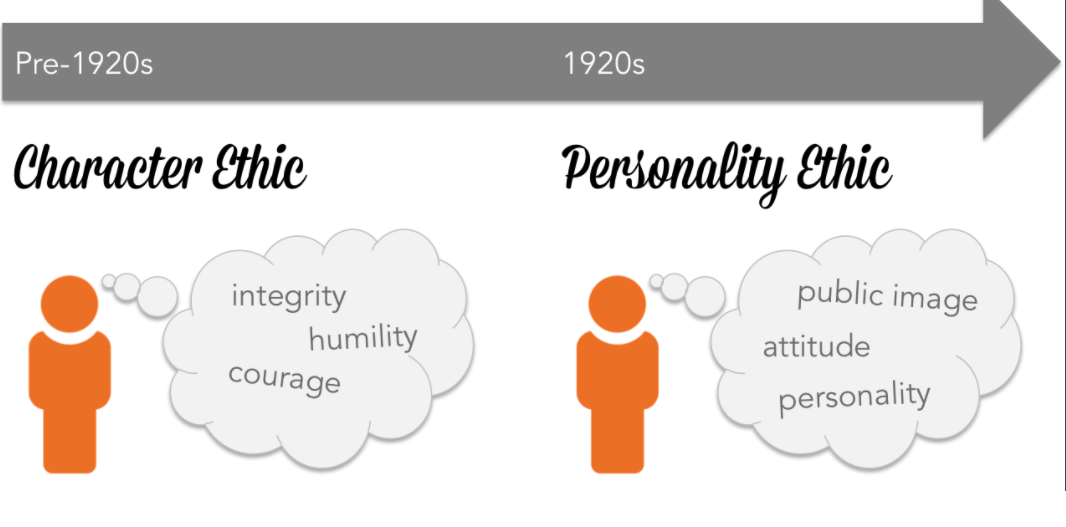 Pre-1920s
1920s
Character Ethic
Personality Ethic
integrity
humility
courage
public image
attitude
personality